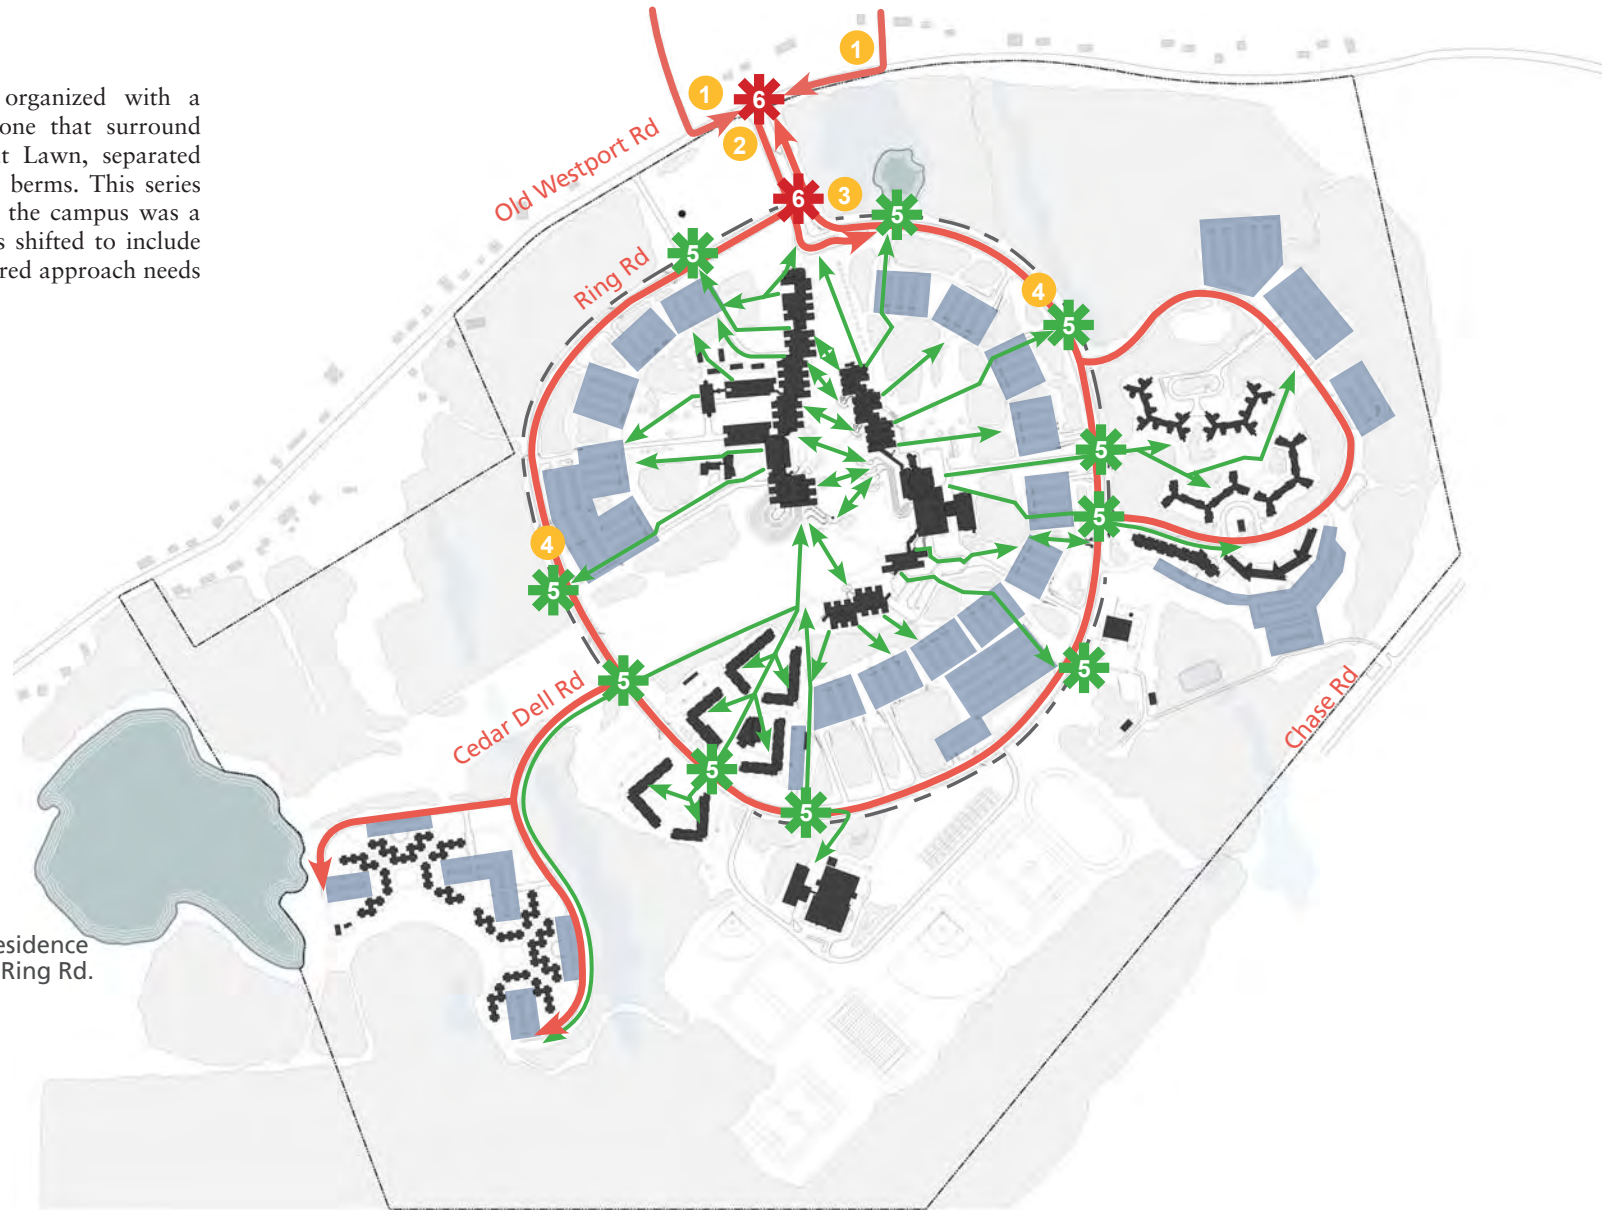 organized with a
one that surround
t Lawn, separated
berms. This series
the campus was a
s shifted to include
red approach needs
1
1
6
2
Old Westport Rd
6
3
5
5
Ring Rd
4
5
5
5
4
5
5
5
Cedar Dell Rd
Chase Rd
5
5
esidence
Ring Rd.